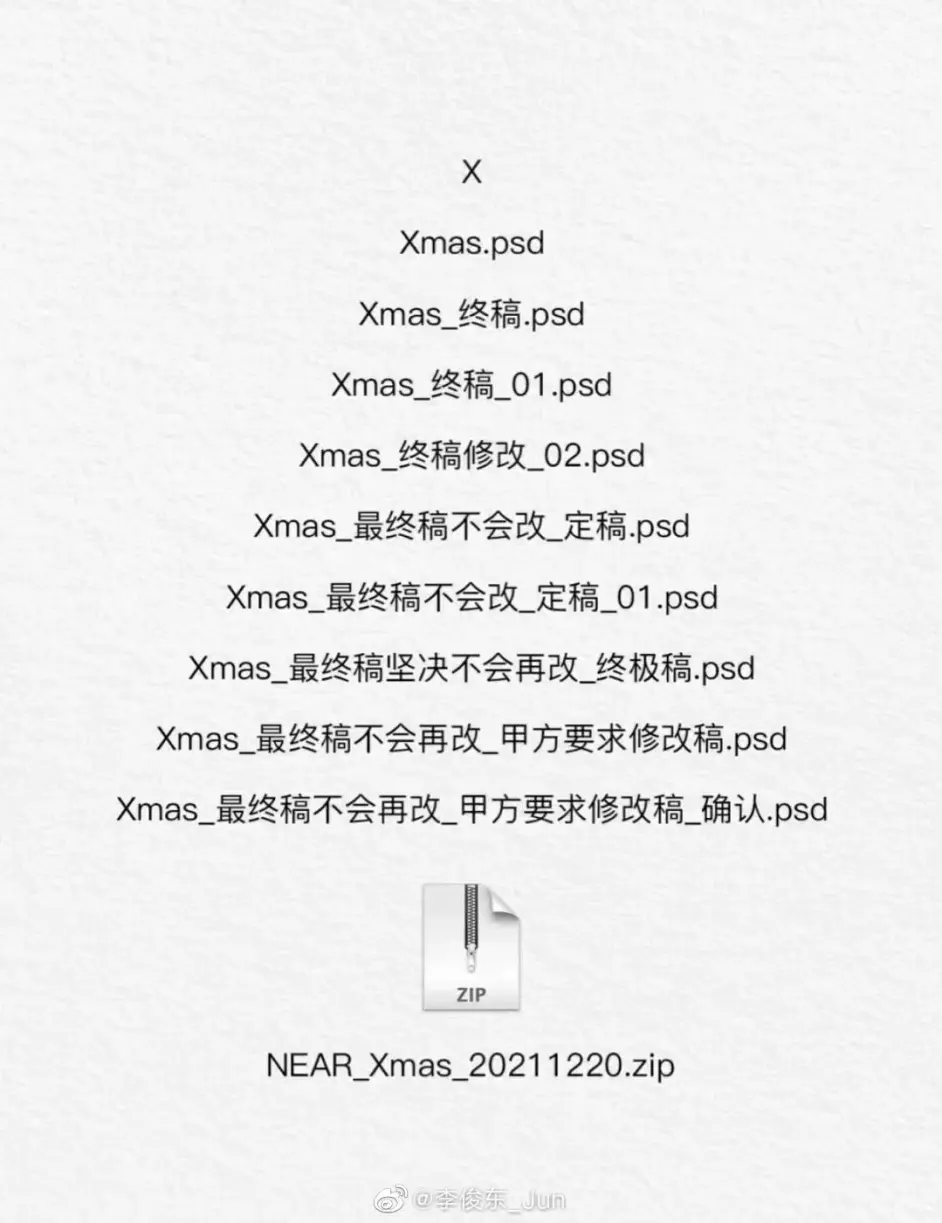 X
Xmas.psd
Xmas_终稿.psd
Xmas_终稿_01.psd
Xmas_终稿修改_02.psd
Xmas_最终稿不会改_定稿.psd
Xmas_最终稿不会改_定稿_01.psd
Xmas_最终稿坚决不会再改_终极稿.psd
Xmas_最终稿不会再改_甲方要求修改稿.psd
Xmas_最终稿不会再改_甲方要求修改稿_确认.psd
ZIP
NEAR_Xmas_20211220.zip
@李俊东_Jun